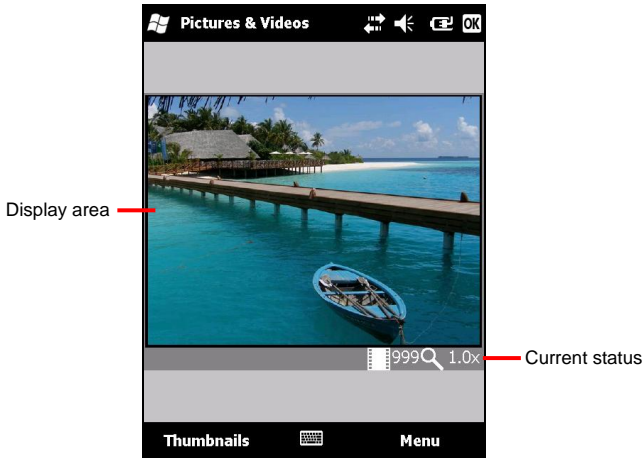 Pictures & Videos OK
Display area
999 1.0x
Current status
Thumbnails Menu